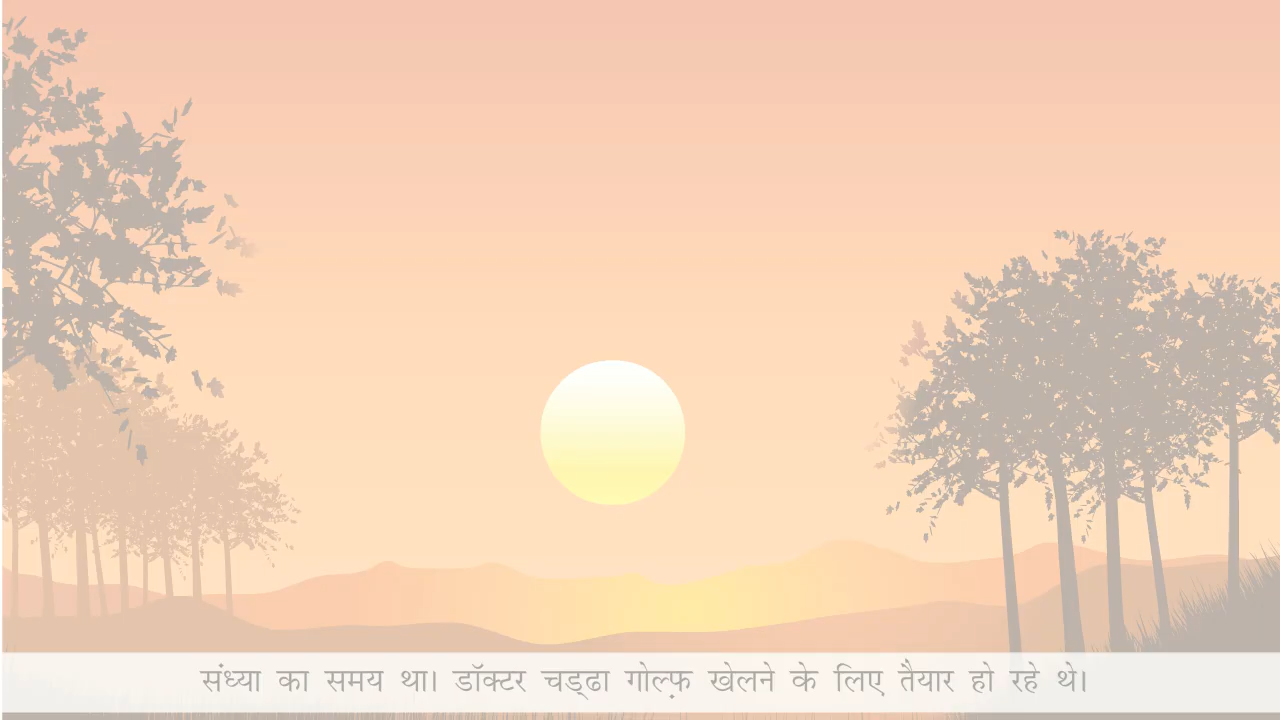 संध्या का समय था। डॉक्टर चड्ढा गोल्फ़ खेलने के लिए तैयार हो रहे थे।